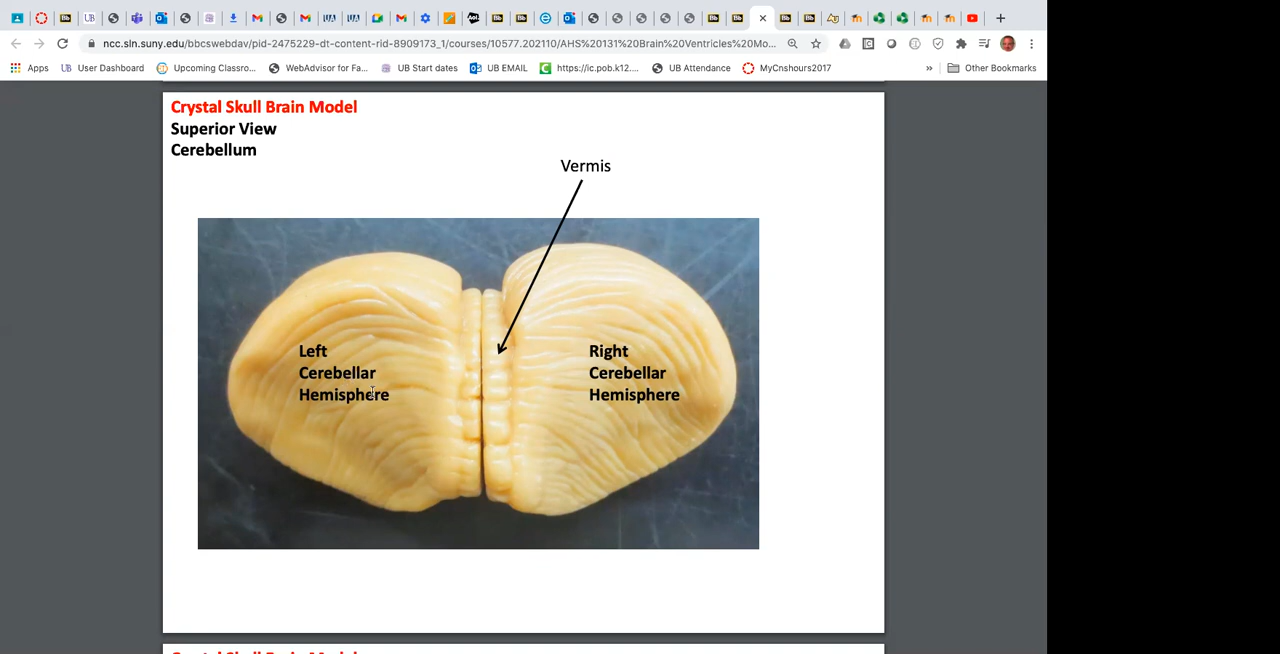 ncc.sln.suny.edu/bbcswebdav/pid-2475229-dt-content-rid-8909173_1/courses/10577.202110/AHS%20131%20Brain%20Ventricles%20Mo...
Apps UB User Dashboard Upcoming Classro... WebAdvisor for Fa... UB Start dates UB EMAIL https://ic.pob.k12.... UB Attendance MyCnshours2017 » Other Bookmarks
Crystal Skull Brain Model
Superior View
Cerebellum
Vermis
Left
Cerebellar
Hemisphere
Right
Cerebellar
Hemisphere